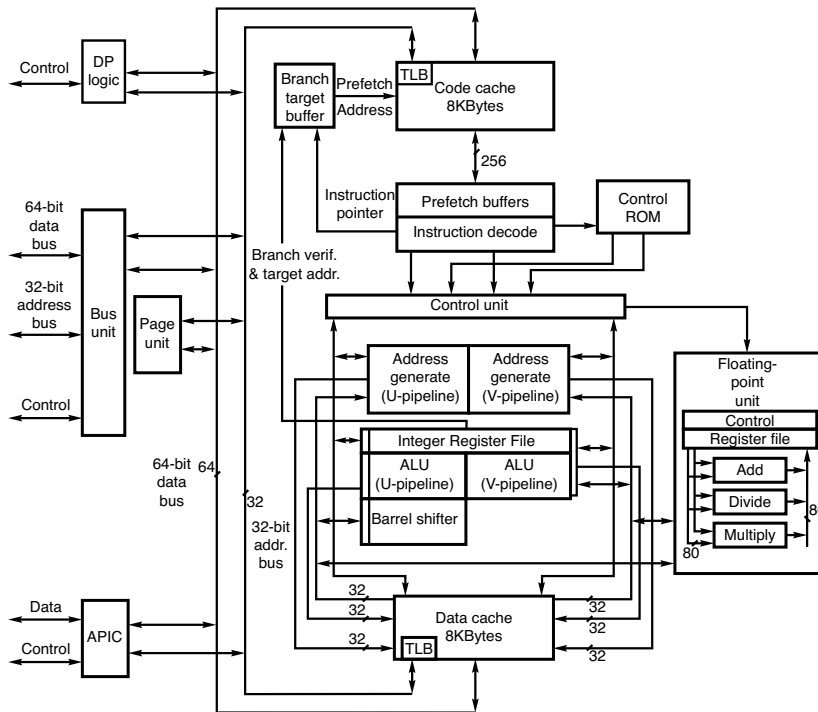 DP
logic
Control
Branch
target
buffer
Prefetch
Address
TLB
Code cache
8KBytes
256
Instruction
pointer
Prefetch buffers
Instruction decode
Control
ROM
64-bit
data
bus
32-bit
address
bus
Control
Bus
unit
Page
unit
Branch verif.
& target addr.
Control unit
Address
generate
(U-pipeline)
Address
generate
(V-pipeline)
Integer Register File
ALU
(U-pipeline)
ALU
(V-pipeline)
Barrel shifter
Floating-
point
unit
Control
Register file
Add
Divide
Multiply
80
64-bit
data
bus
64
32
32-bit
addr.
bus
32
32
32
32
32
32
Data cache
8KBytes
TLB
Data
Control
APIC